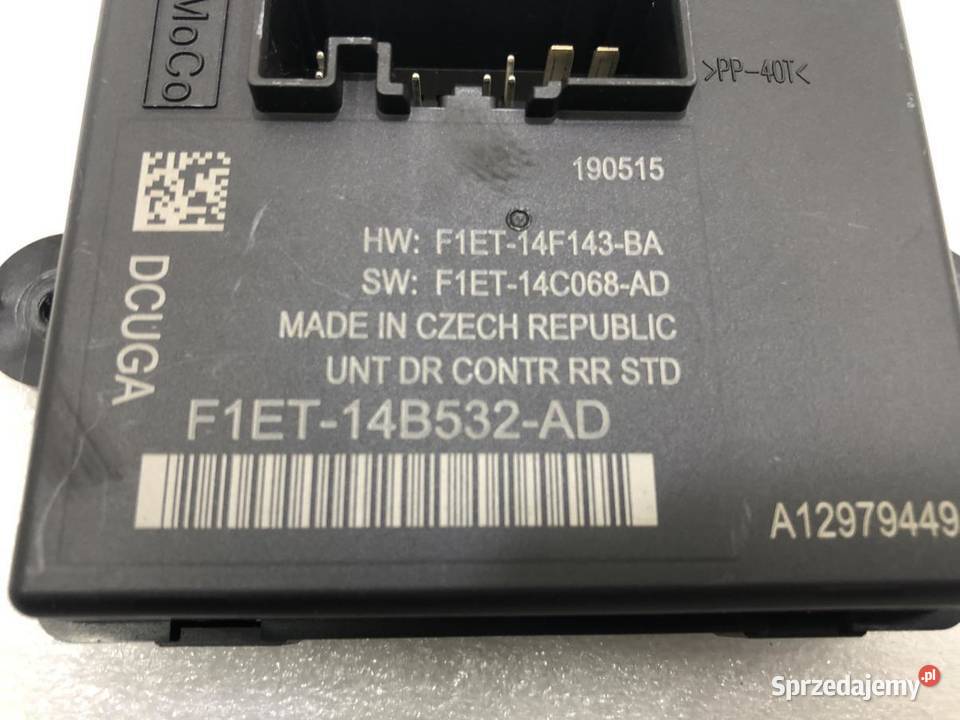 MoCo
>PP-40T<
190515
HW: F1ET-14F143-BA
SW: F1ET-14C068-AD
MADE IN CZECH REPUBLIC
UNT DR CONTR RR STD
DCUGA
F1ET-14B532-AD
A12979449
Sprzedajemy.pl